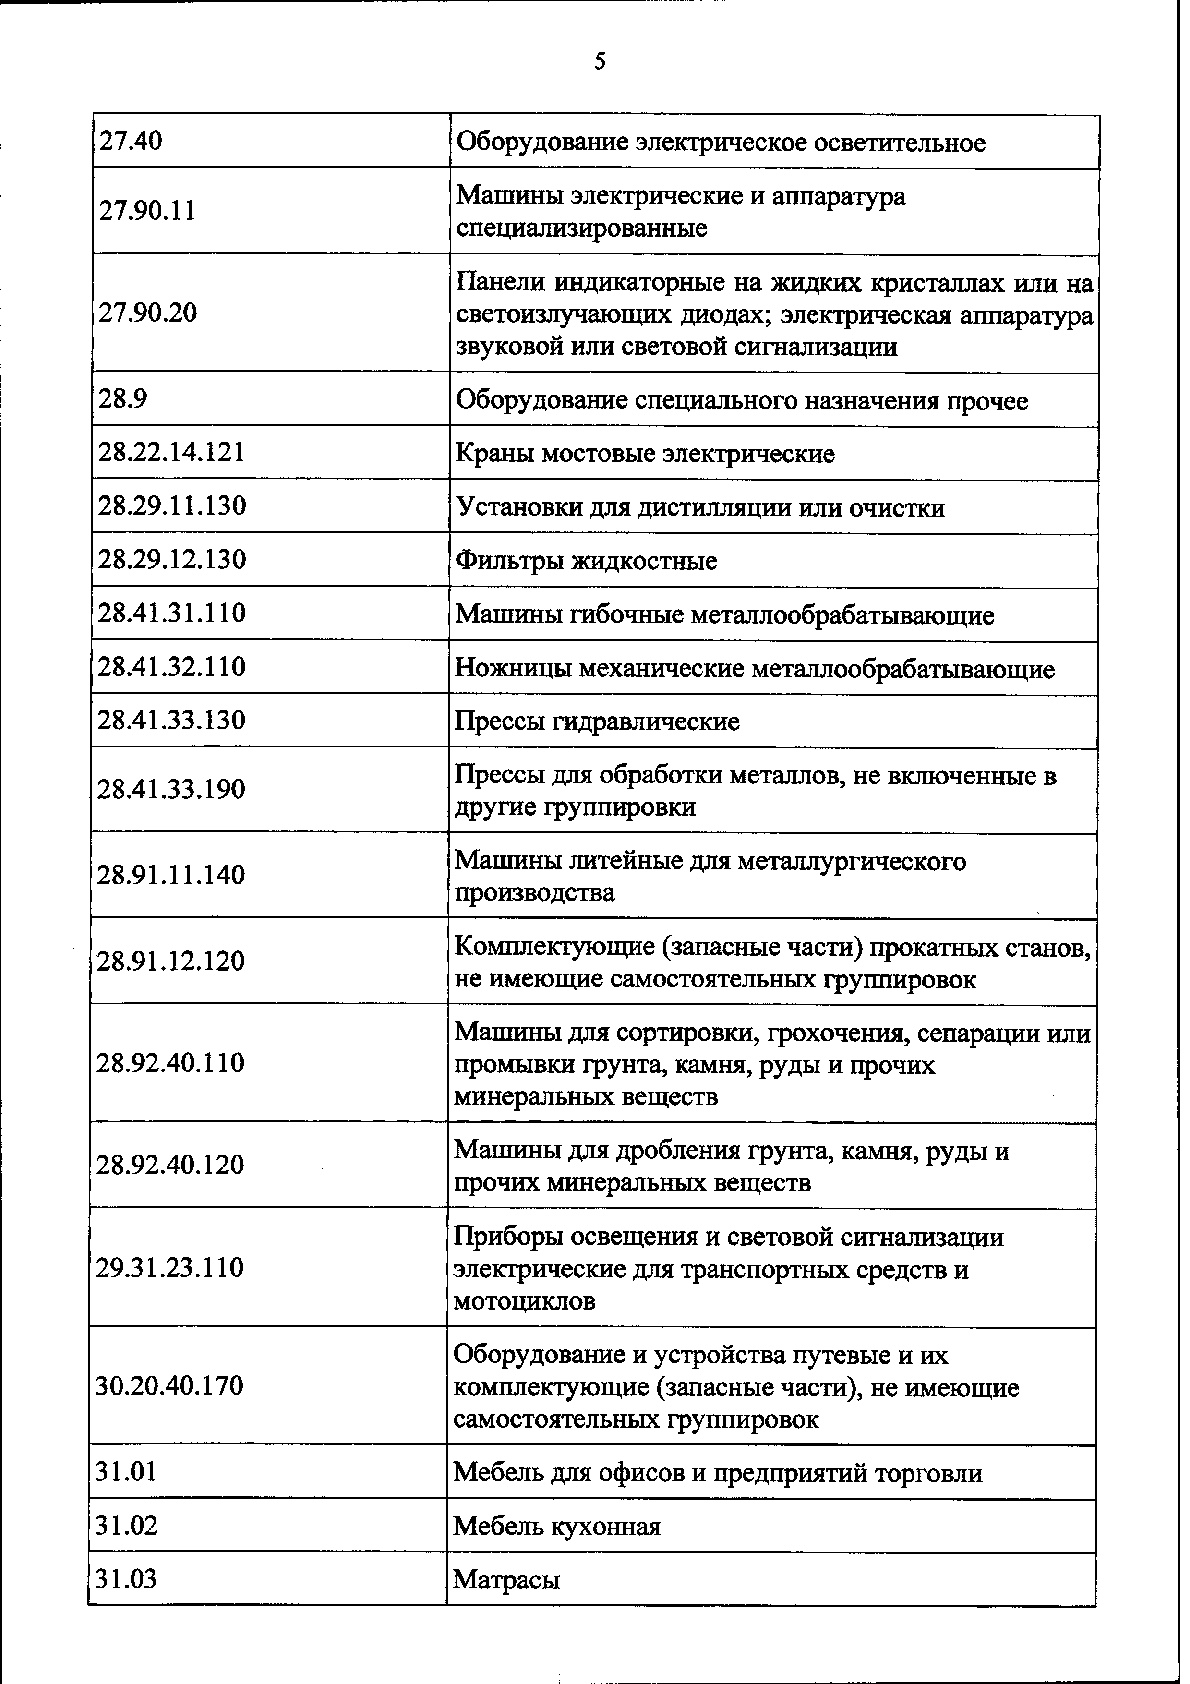 5
27.40
Оборудование электрическое осветительное
27.90.11
Машины электрические и аппаратура
специализированные
27.90.20
Панели индикаторные на жидких кристаллах или на
светоизлучающих диодах; электрическая аппаратура
звуковой или световой сигнализации
28.9
Оборудование специального назначения прочее
28.22.14.121
Краны мостовые электрические
28.29.11.130
Установки для дистилляции или очистки
28.29.12.130
Фильтры жидкостные
28.41.31.110
Машины гибочные металлообрабатывающие
28.41.32.110
Ножницы механические металлообрабатывающие
28.41.33.130
Прессы гидравлические
28.41.33.190
Прессы для обработки металлов, не включенные в
другие группировки
28.91.11.140
Машины литейные для металлургического
производства
28.91.12.120
Комплектующие (запасные части) прокатных станов,
не имеющие самостоятельных группировок
28.92.40.110
Машины для сортировки, грохочения, сепарации или
промывки грунта, камня, руды и прочих
минеральных веществ
28.92.40.120
Машины для дробления грунта, камня, руды и
прочих минеральных веществ
29.31.23.110
Приборы освещения и световой сигнализации
электрические для транспортных средств и
мотоциклов
30.20.40.170
Оборудование и устройства путевые и их
комплектующие (запасные части), не имеющие
самостоятельных группировок
31.01
Мебель для офисов и предприятий торговли
31.02
Мебель кухонная
31.03
Матрасы